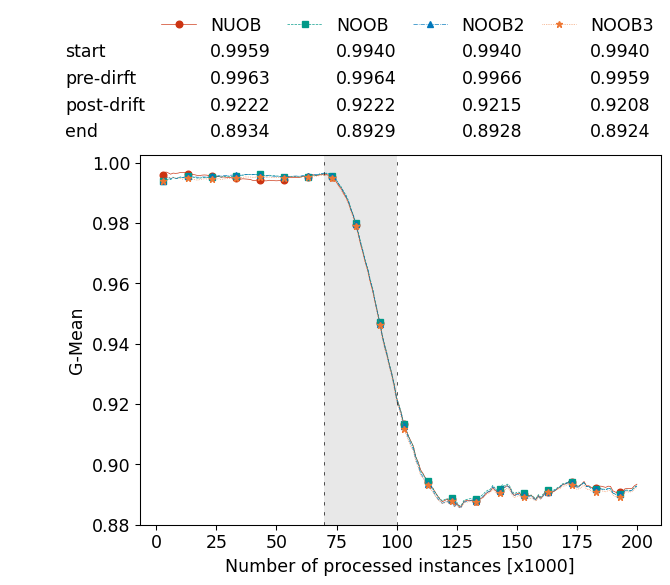 NUOB NOOB NOOB2 NOOB3
start 0.9959 0.9940 0.9940 0.9940
pre-dirft 0.9963 0.9964 0.9966 0.9959
post-drift 0.9222 0.9222 0.9215 0.9208
end 0.8934 0.8929 0.8928 0.8924
1.00
0.98
0.96
0.94
0.92
0.90
0.88
G-Mean
0 25 50 75 100 125 150 175 200
Number of processed instances [x1000]